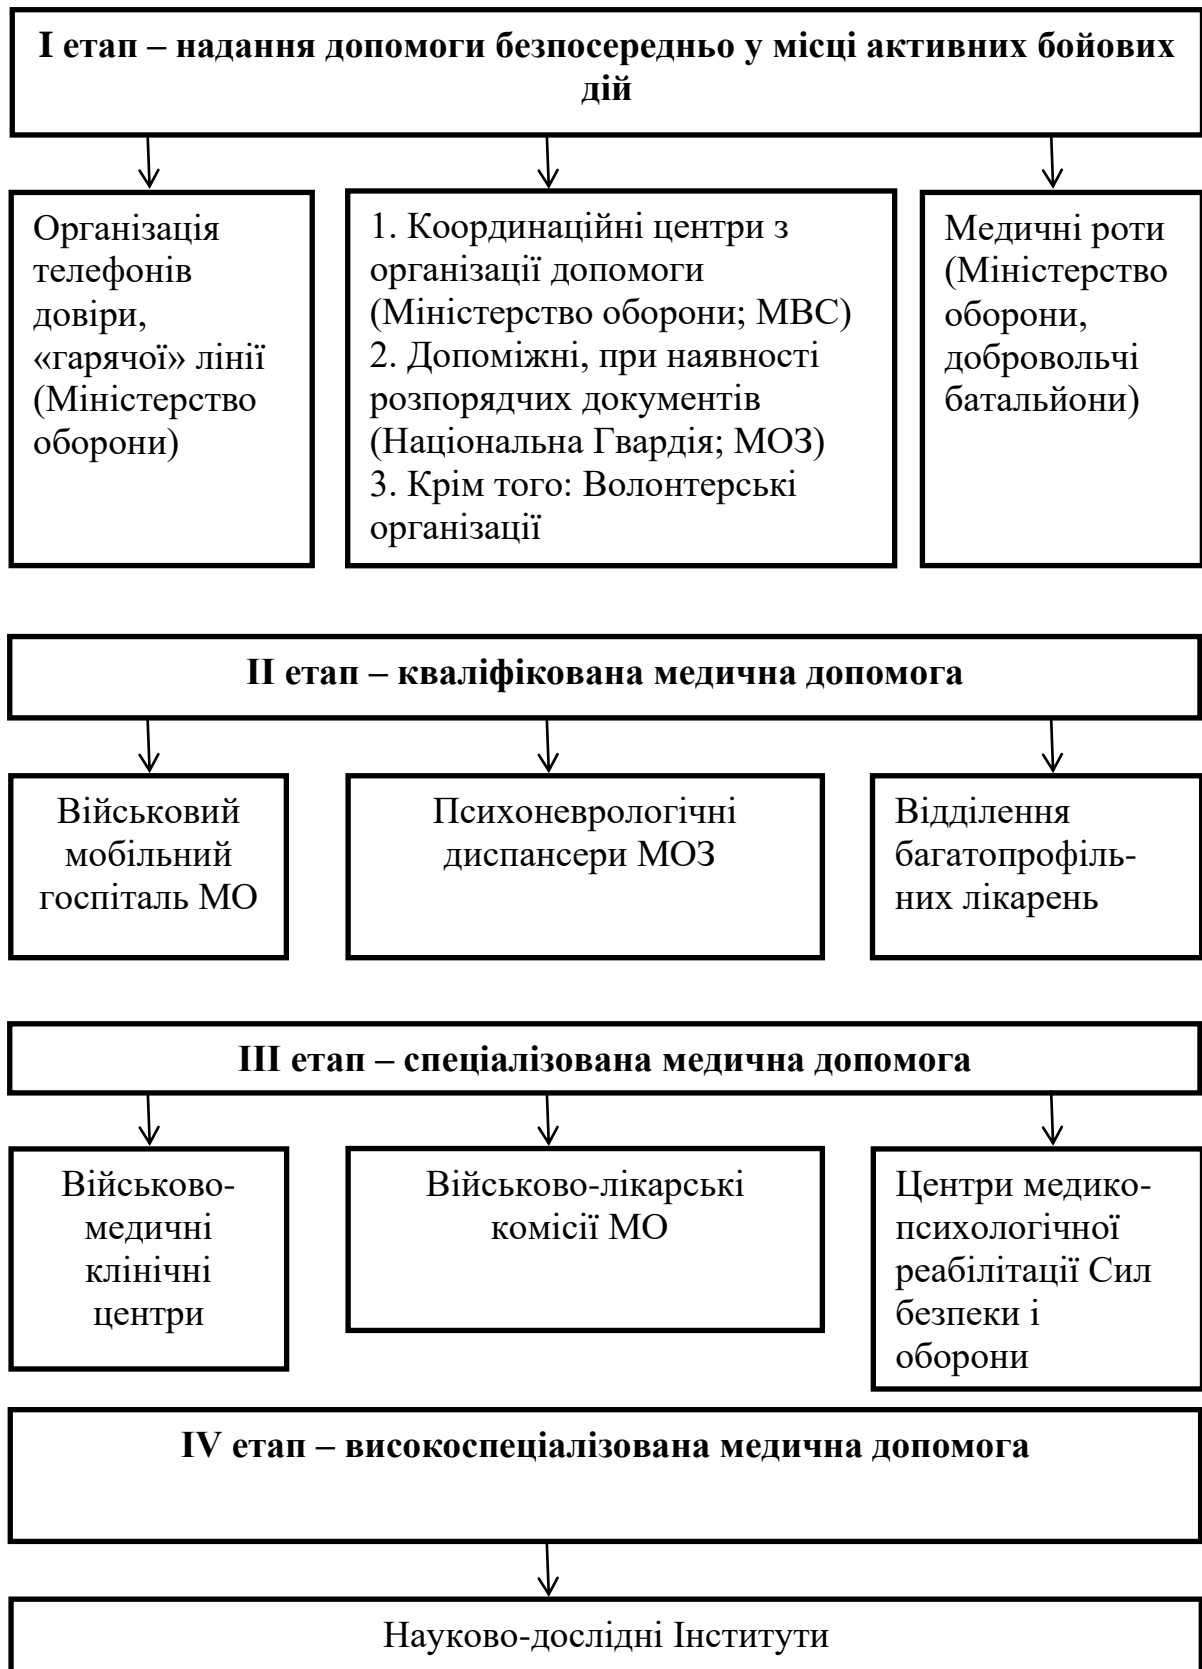 І етап – надання допомоги безпосередньо у місці активних бойових
дій
Організація
телефонів
довіри,
«гарячої» лінії
(Міністерство
оборони)
1. Координаційні центри з
організації допомоги
(Міністерство оборони; МВС)
2. Допоміжні, при наявності
розпорядчих документів
(Національна Гвардія; МОЗ)
3. Крім того: Волонтерські
організації
Медичні роти
(Міністерство
оборони,
добровольчі
батальйони)
ІІ етап – кваліфікована медична допомога
Військовий
мобільний
госпіталь МО
Психоневрологічні
диспансери МОЗ
Відділення
багатопрофіль-
них лікарень
ІІІ етап – спеціалізована медична допомога
Військово-
медичні
клінічні
центри
Військово-лікарські
комісії МО
Центри медико-
психологічної
реабілітації Сил
безпеки і
оборони
IV етап – високоспеціалізована медична допомога
Науково-дослідні Інститути